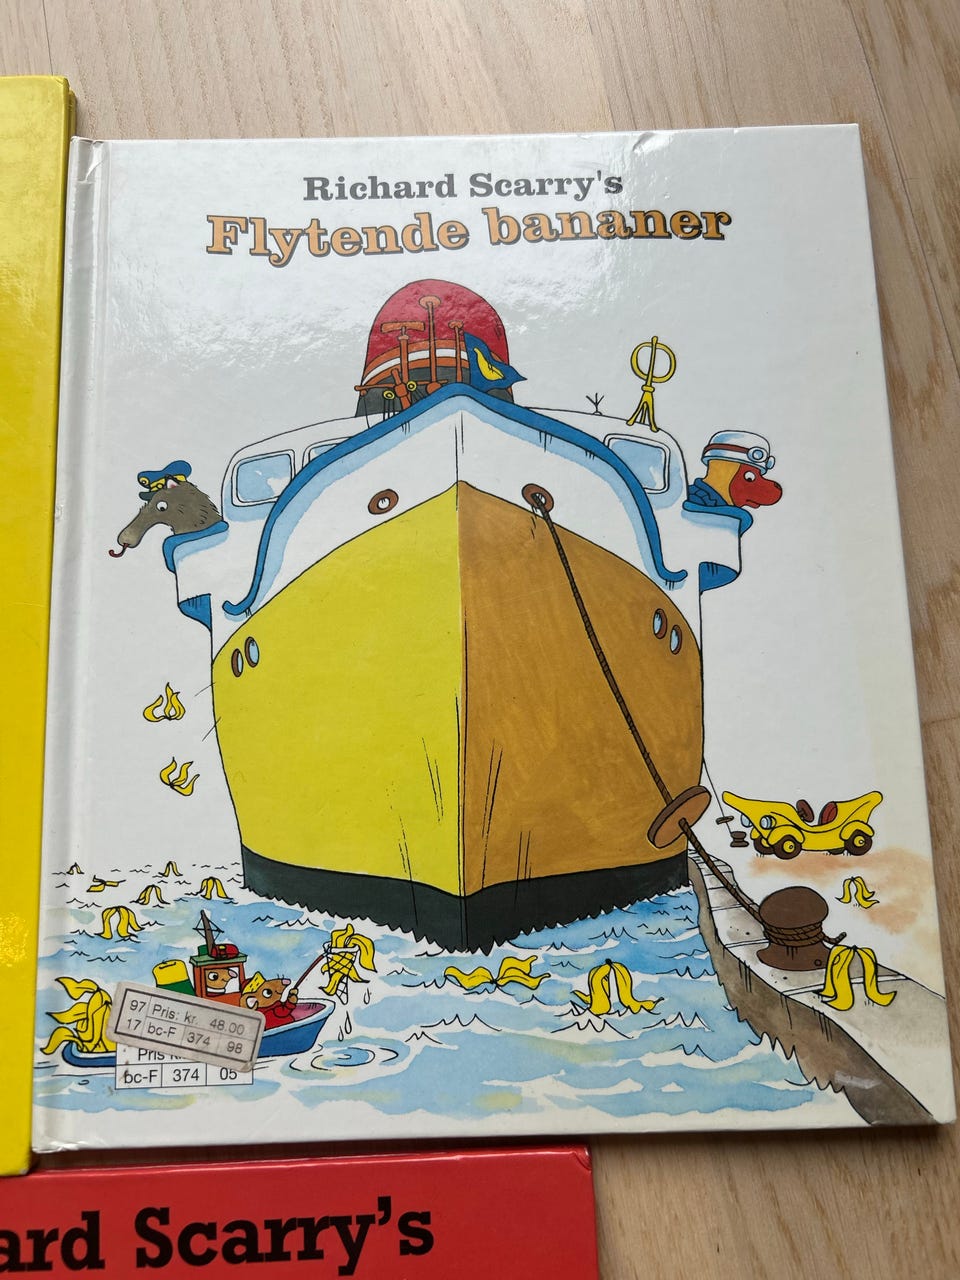 Richard Scarry's
Flytende bananer
97 Pris: kr. 48.00
17 bc-F 374 98
Pris
bc-F 374 05
ard Scarry's